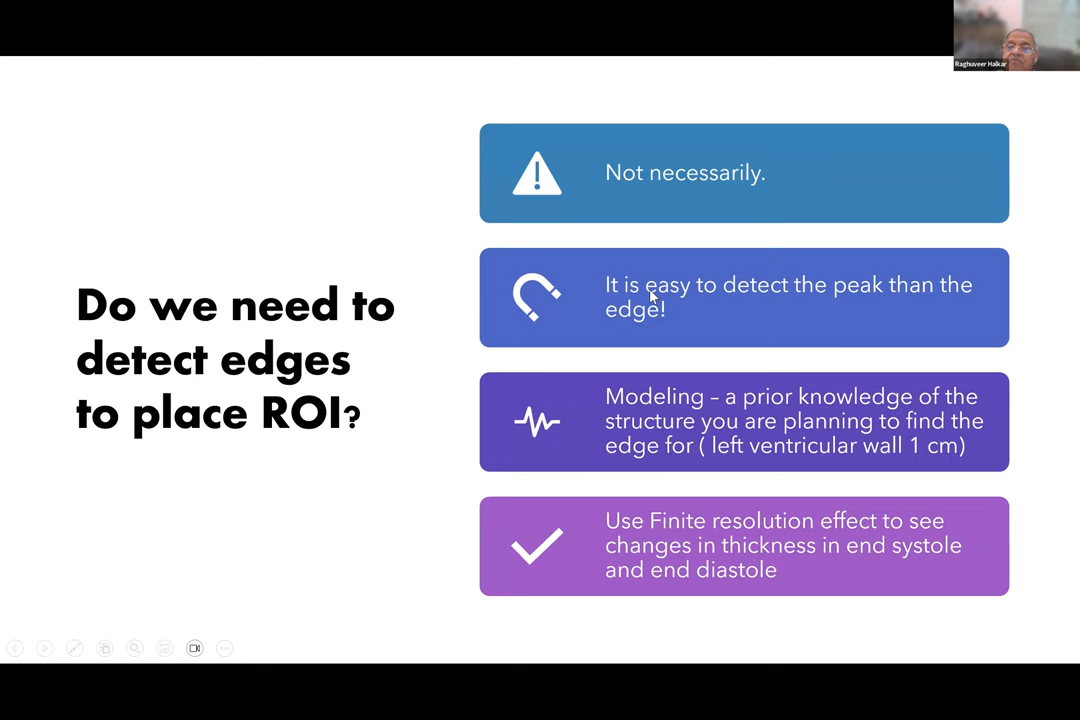 Raghuveer Halkar
Do we need to
detect edges
to place ROI?
Not necessarily.
It is easy to detect the peak than the
edge!
Modeling – a prior knowledge of the
structure you are planning to find the
edge for ( left ventricular wall 1 cm)
Use Finite resolution effect to see
changes in thickness in end systole
and end diastole